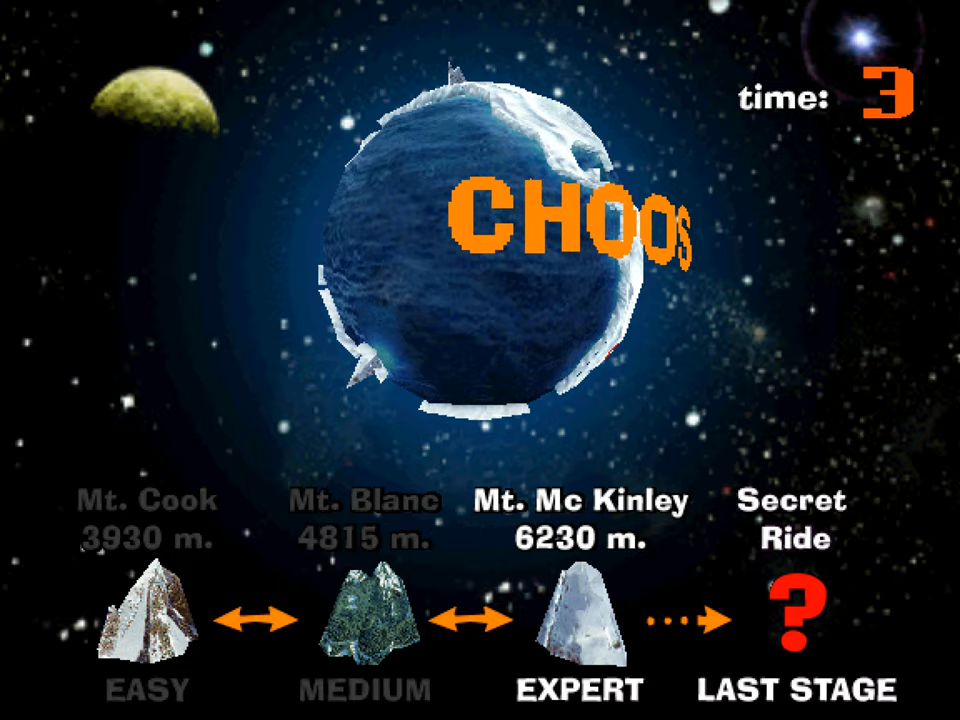 time: 3
CHOOS
Mt. Cook
3930 m.
Mt. Blanc
4815 m.
Mt. Mc Kinley
6230 m.
Secret
Ride
?
EASY
MEDIUM
EXPERT
LAST STAGE